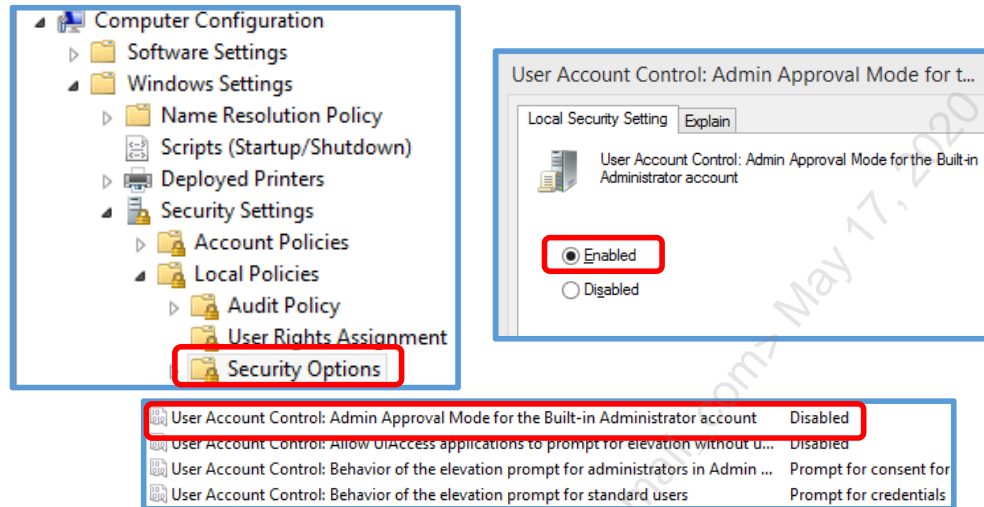 Computer Configuration
Software Settings
Windows Settings
Name Resolution Policy
Scripts (Startup/Shutdown)
Deployed Printers
Security Settings
Account Policies
Local Policies
Audit Policy
User Rights Assignment
Security Options
User Account Control: Admin Approval Mode for t...
Local Security Setting Explain
User Account Control: Admin Approval Mode for the Built-in
Administrator account
Enabled
Disabled
User Account Control: Admin Approval Mode for the Built-in Administrator account Disabled
User Account Control: Allow UIAccess applications to prompt for elevation without u... Disabled
User Account Control: Behavior of the elevation prompt for administrators in Admin ... Prompt for consent for
User Account Control: Behavior of the elevation prompt for standard users Prompt for credentials
com> May 17, 2020